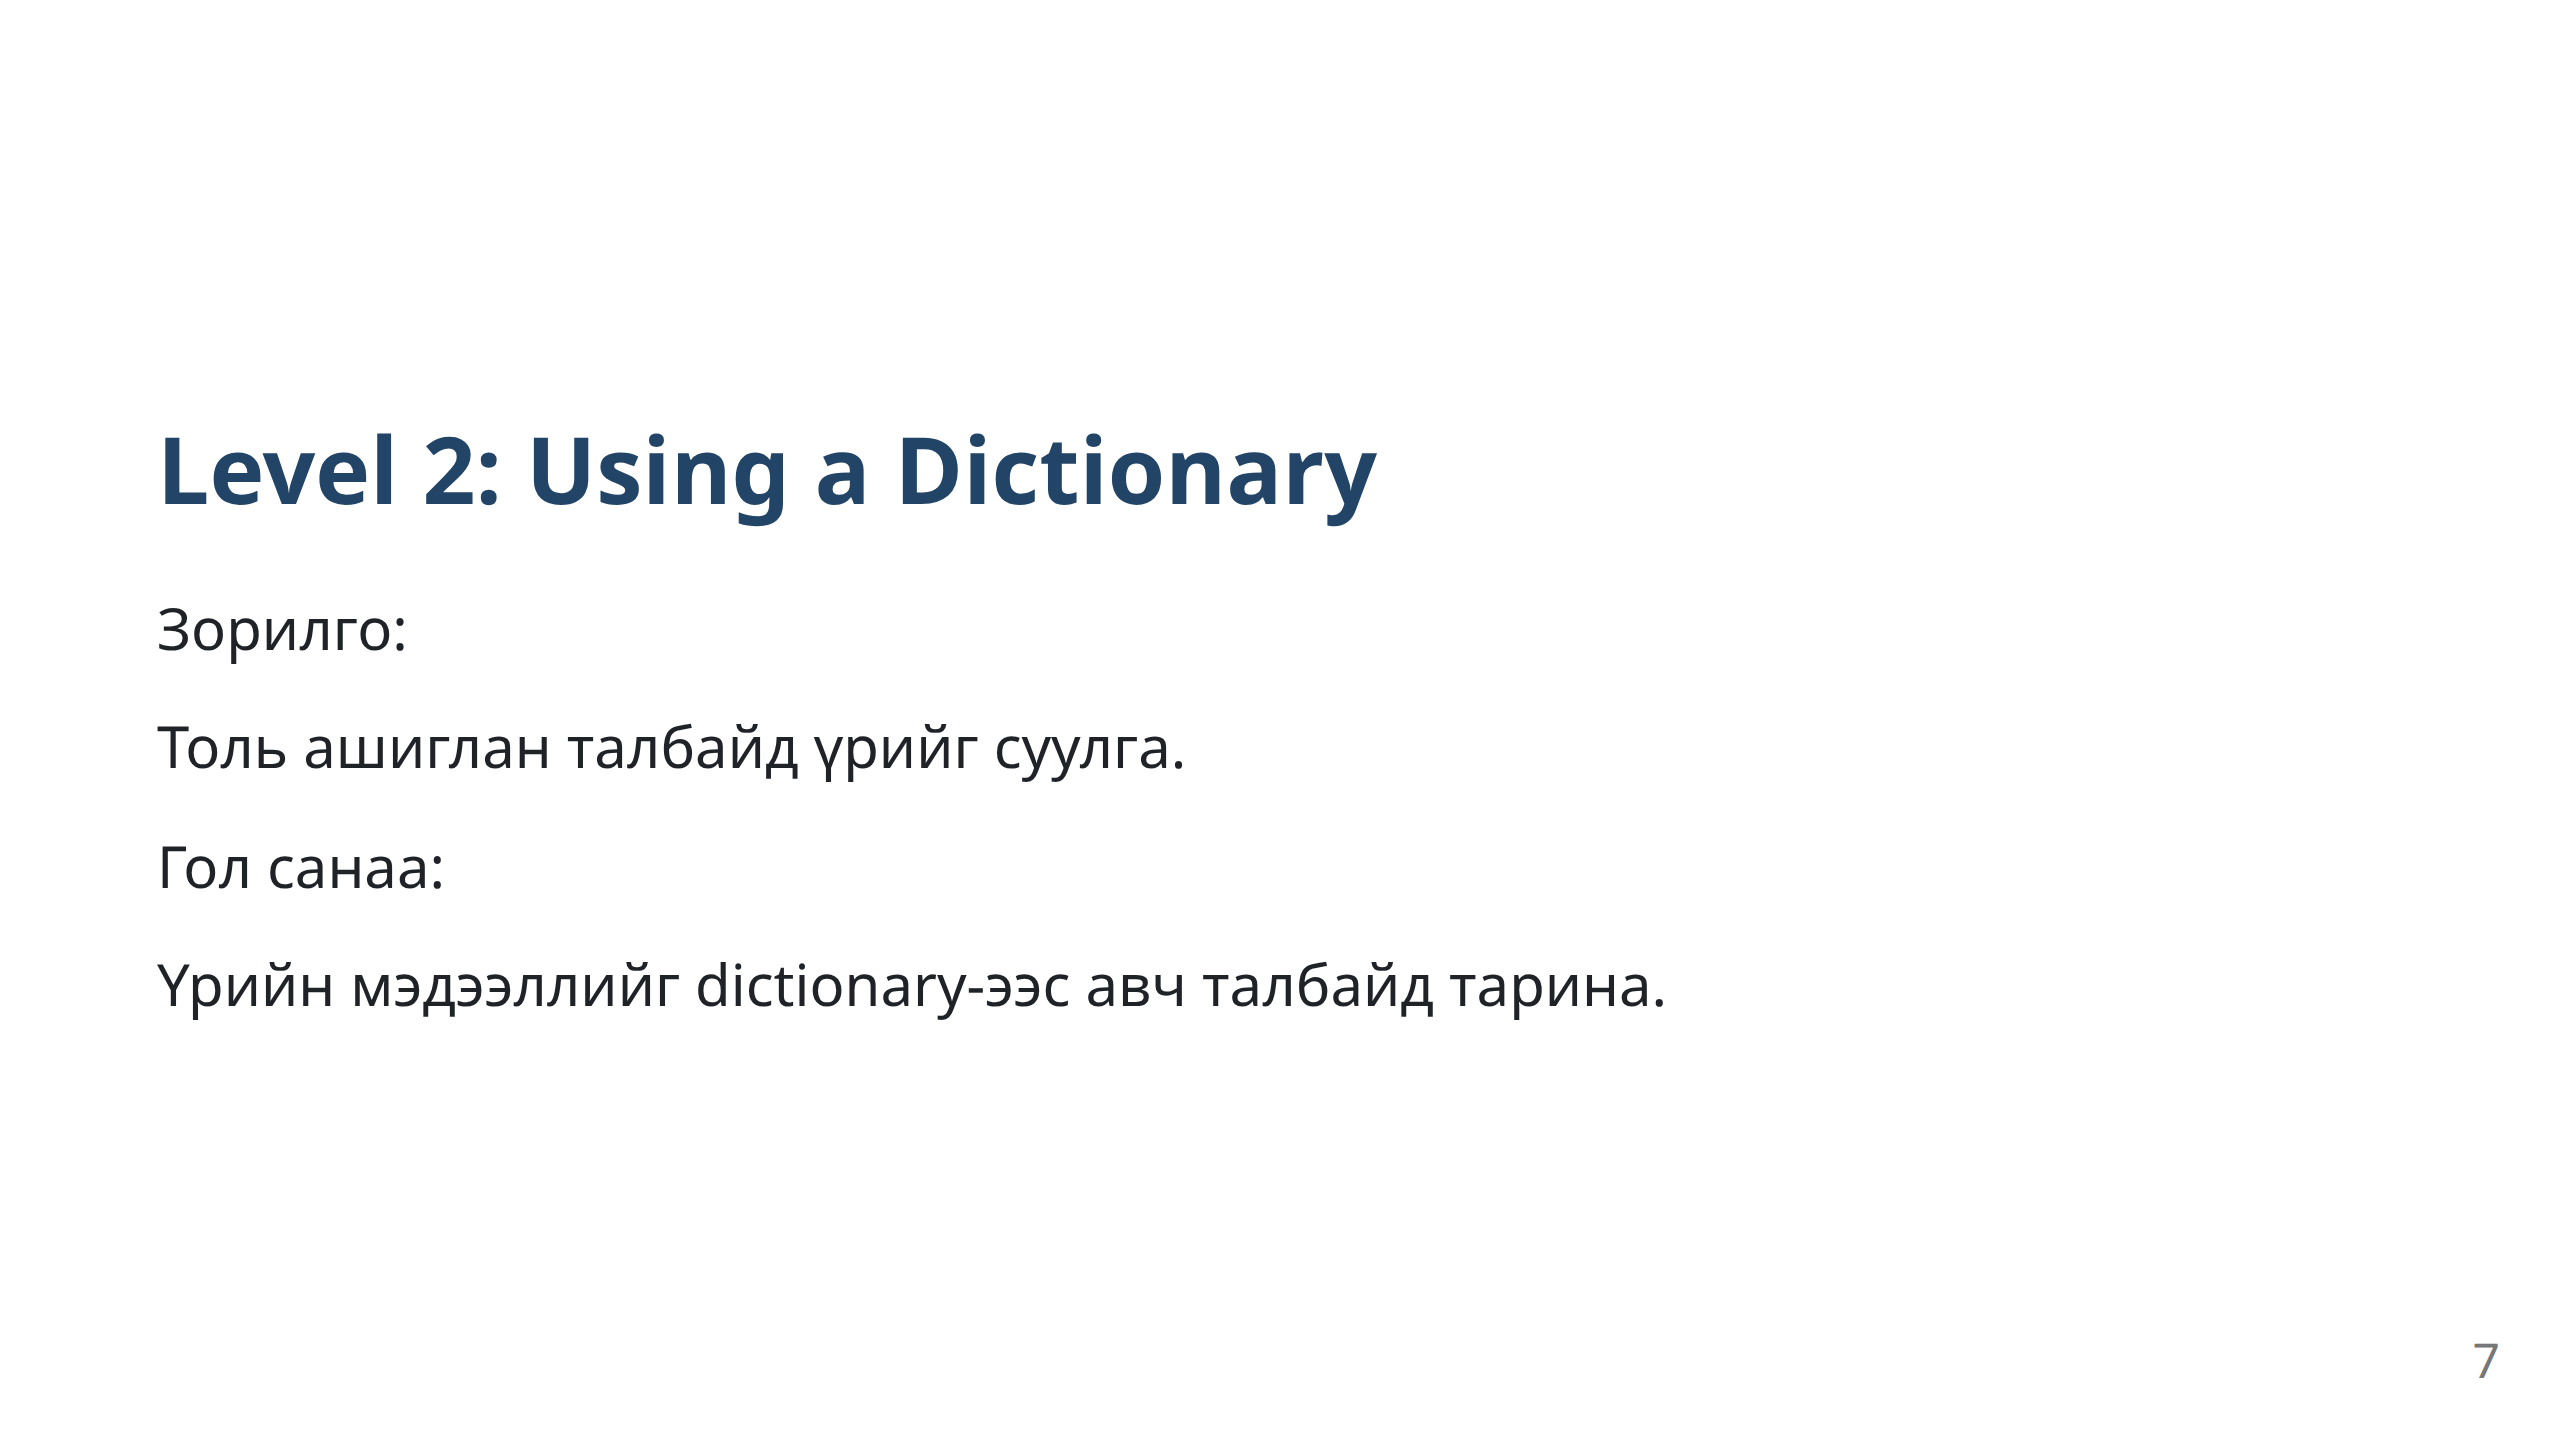 Level 2: Using a Dictionary
Зорилго:
Толь ашиглан талбайд үрийг суулга.
Гол санаа:
Үрийн мэдээллийг dictionary-ээс авч талбайд тарина.
7